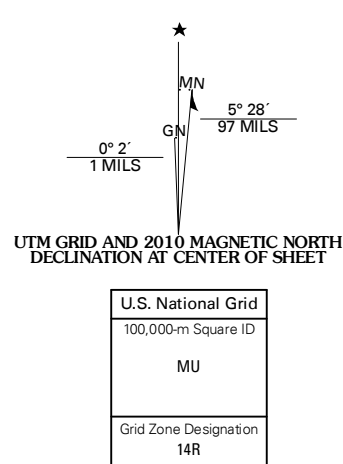 ★
MN
GN
5° 28´
97 MILS
0° 2´
1 MILS
UTM GRID AND 2010 MAGNETIC NORTH
DECLINATION AT CENTER OF SHEET
U.S. National Grid
100,000-m Square ID
MU
Grid Zone Designation
14R